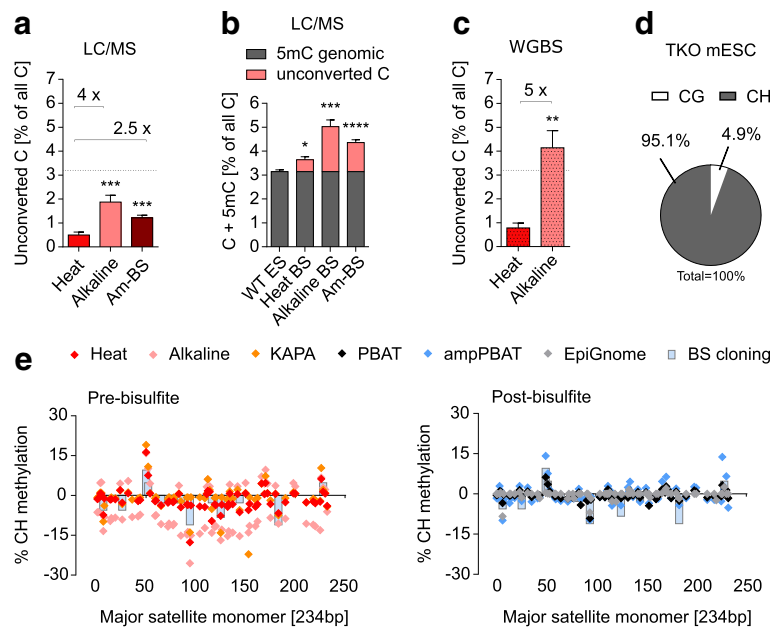 a
LC/MS
Unconverted C [% of all C]
7
6
5
4
3
2
1
0
4 x
2.5 x
***
***
Heat
Alkaline
Am-BS
b
LC/MS
5mC genomic
unconverted C
C + 5mC [% of all C]
7
6
5
4
3
2
1
0
*
***
****
WT ES
Heat BS
Alkaline BS
Am-BS
c
WGBS
Unconverted C [% of all C]
7
6
5
4
3
2
1
0
5 x
**
Heat
Alkaline
d
TKO mESC
CG CH
95.1% 4.9%
Total=100%
e
Heat Alkaline KAPA PBAT ampPBAT EpiGnome BS cloning
Pre-bisulfite
% CH methylation
30
15
0
-15
-30
0 50 100 150 200 250
Major satellite monomer [234bp]
Post-bisulfite
% CH methylation
30
15
0
-15
-30
0 50 100 150 200 250
Major satellite monomer [234bp]